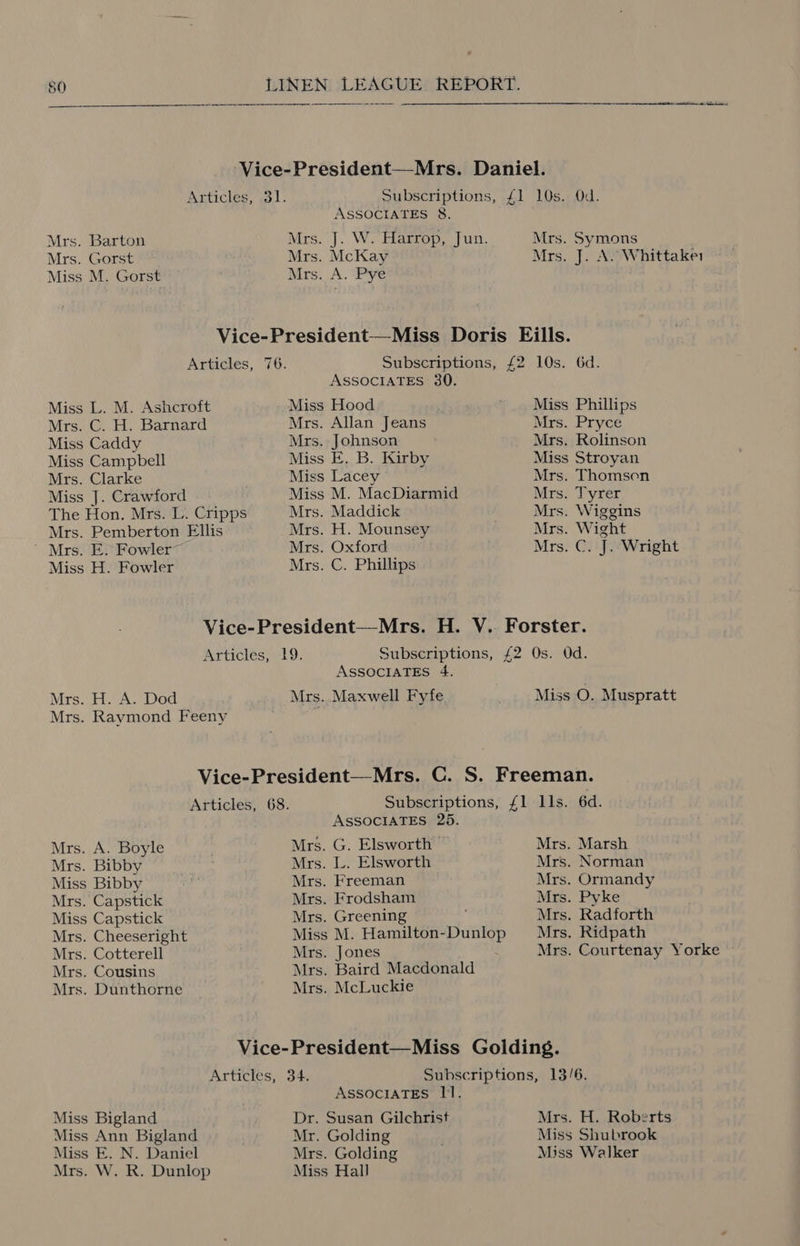 80 LINEN LEAGUE REPORT.
Vice-President—Mrs. Daniel.
Articles, 31. Subscriptions, £1 10s. 0d.
ASSOCIATES 8.
Mrs. Barton Mrs. J. W. Harrop, Jun. Mrs. Symons
Mrs. Gorst Mrs. McKay Mrs. J. A. Whittaker
Miss M. Gorst Mrs. A. Pye
Vice-President—Miss Doris Eills.
Articles, 76. Subscriptions, £2 10s. 6d.
ASSOCIATES 30.
Miss L. M. Ashcroft Miss Hood Miss Phillips
Mrs. C. H. Barnard Mrs. Allan Jeans Mrs. Pryce
Miss Caddy Mrs. Johnson Mrs. Rolinson
Miss Campbell Miss E. B. Kirby Miss Stroyan
Mrs. Clarke Miss Lacey Mrs. Thomson
Miss J. Crawford Miss M. MacDiarmid Mrs. Tyrer
The Hon. Mrs. L. Cripps Mrs. Maddick Mrs. Wiggins
Mrs. Pemberton Ellis Mrs. H. Mounsey Mrs. Wight
Mrs. E. Fowler Mrs. Oxford Mrs. C. J. Wright
Miss H. Fowler Mrs. C. Phillips
Vice-President—Mrs. H. V. Forster.
Articles, 19. Subscriptions, £2 0s. 0d.
ASSOCIATES 4.
Mrs. H. A. Dod Mrs. Maxwell Fyfe Miss O. Muspratt
Mrs. Raymond Feeny
Vice-President—Mrs. C. S. Freeman.
Articles, 68. Subscriptions, £1 11s. 6d.
ASSOCIATES 25.
Mrs. A. Boyle Mrs. G. Elsworth Mrs. Marsh
Mrs. Bibby Mrs. L. Elsworth Mrs. Norman
Miss Bibby Mrs. Freeman Mrs. Ormandy
Mrs. Capstick Mrs. Frodsham Mrs. Pyke
Miss Capstick Mrs. Greening Mrs. Radforth
Mrs. Cheeseright Miss M. Hamilton-Dunlop Mrs. Ridpath
Mrs. Cotterell Mrs. Jones Mrs. Courtenay Yorke
Mrs. Cousins Mrs. Baird Macdonald
Mrs. Dunthorne Mrs. McLuckie
Vice-President—Miss Golding.
Articles, 34. Subscriptions, 13/6.
ASSOCIATES 11.
Miss Bigland Dr. Susan Gilchrist Mrs. H. Roberts
Miss Ann Bigland Mr. Golding Miss Shubrook
Miss E. N. Daniel Mrs. Golding Miss Walker
Mrs. W. R. Dunlop Miss Hall